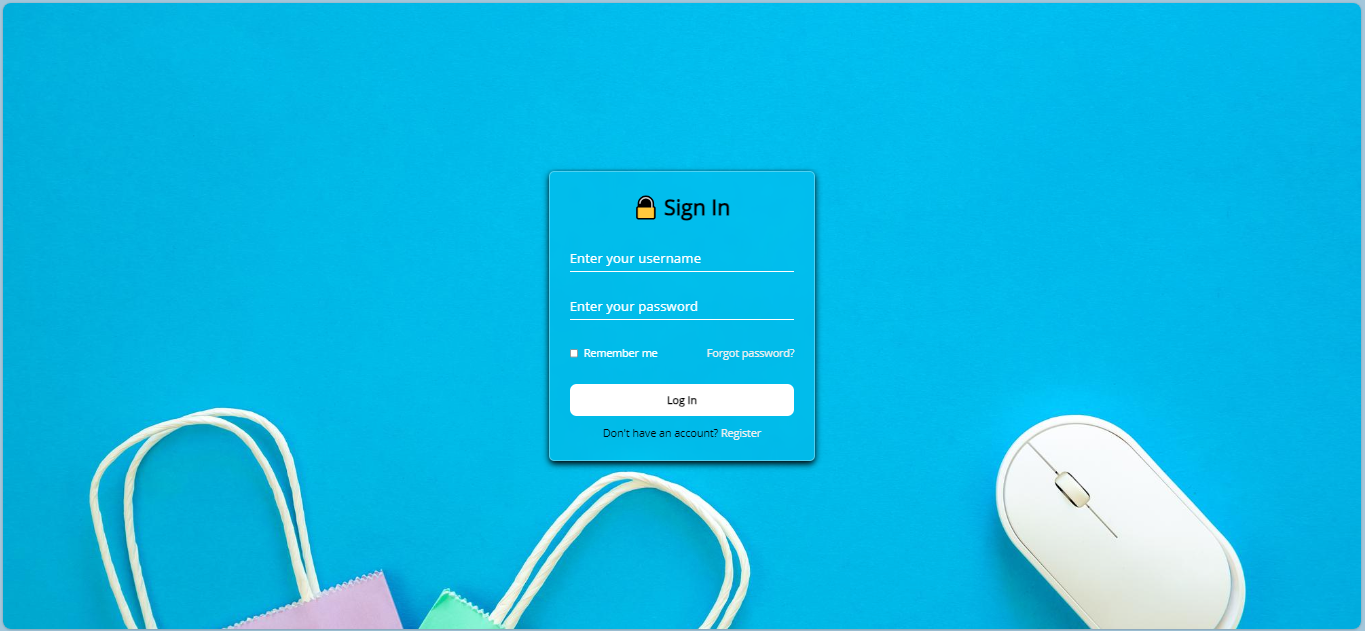 Sign In
Enter your username
Enter your password
Remember me Forgot password?
Log In
Don't have an account? Register